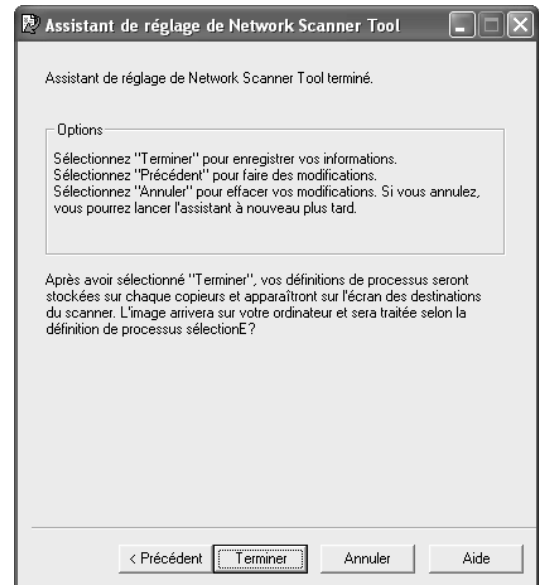 Assistant de réglage de Network Scanner Tool
Assistant de réglage de Network Scanner Tool terminé.
Options
Sélectionnez "Terminer" pour enregistrer vos informations.
Sélectionnez "Précédent" pour faire des modifications.
Sélectionnez "Annuler" pour effacer vos modifications. Si vous annulez,
vous pourrez lancer l'assistant à nouveau plus tard.
Après avoir sélectionné "Terminer", vos définitions de processus seront
stockées sur chaque copieurs et apparaîtront sur l'écran des destinations
du scanner. L'image arrivera sur votre ordinateur et sera traitée selon la
définition de processus sélectionE?
< Précédent Terminer Annuler Aide